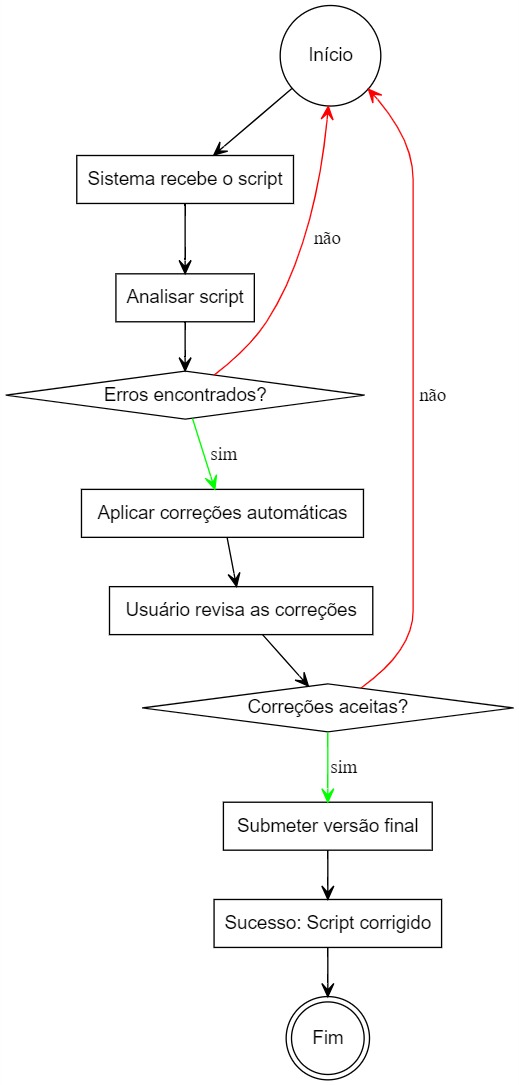 Início
Sistema recebe o script
não
Analisar script
Erros encontrados?
não
sim
Aplicar correções automáticas
Usuário revisa as correções
Correções aceitas?
sim
Submeter versão final
Sucesso: Script corrigido
Fim